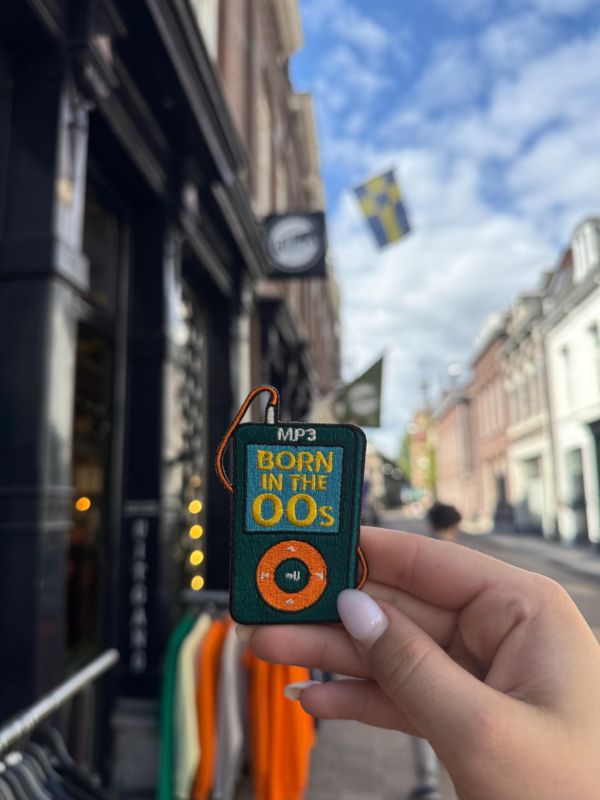 MP3
BORN
IN THE
00s